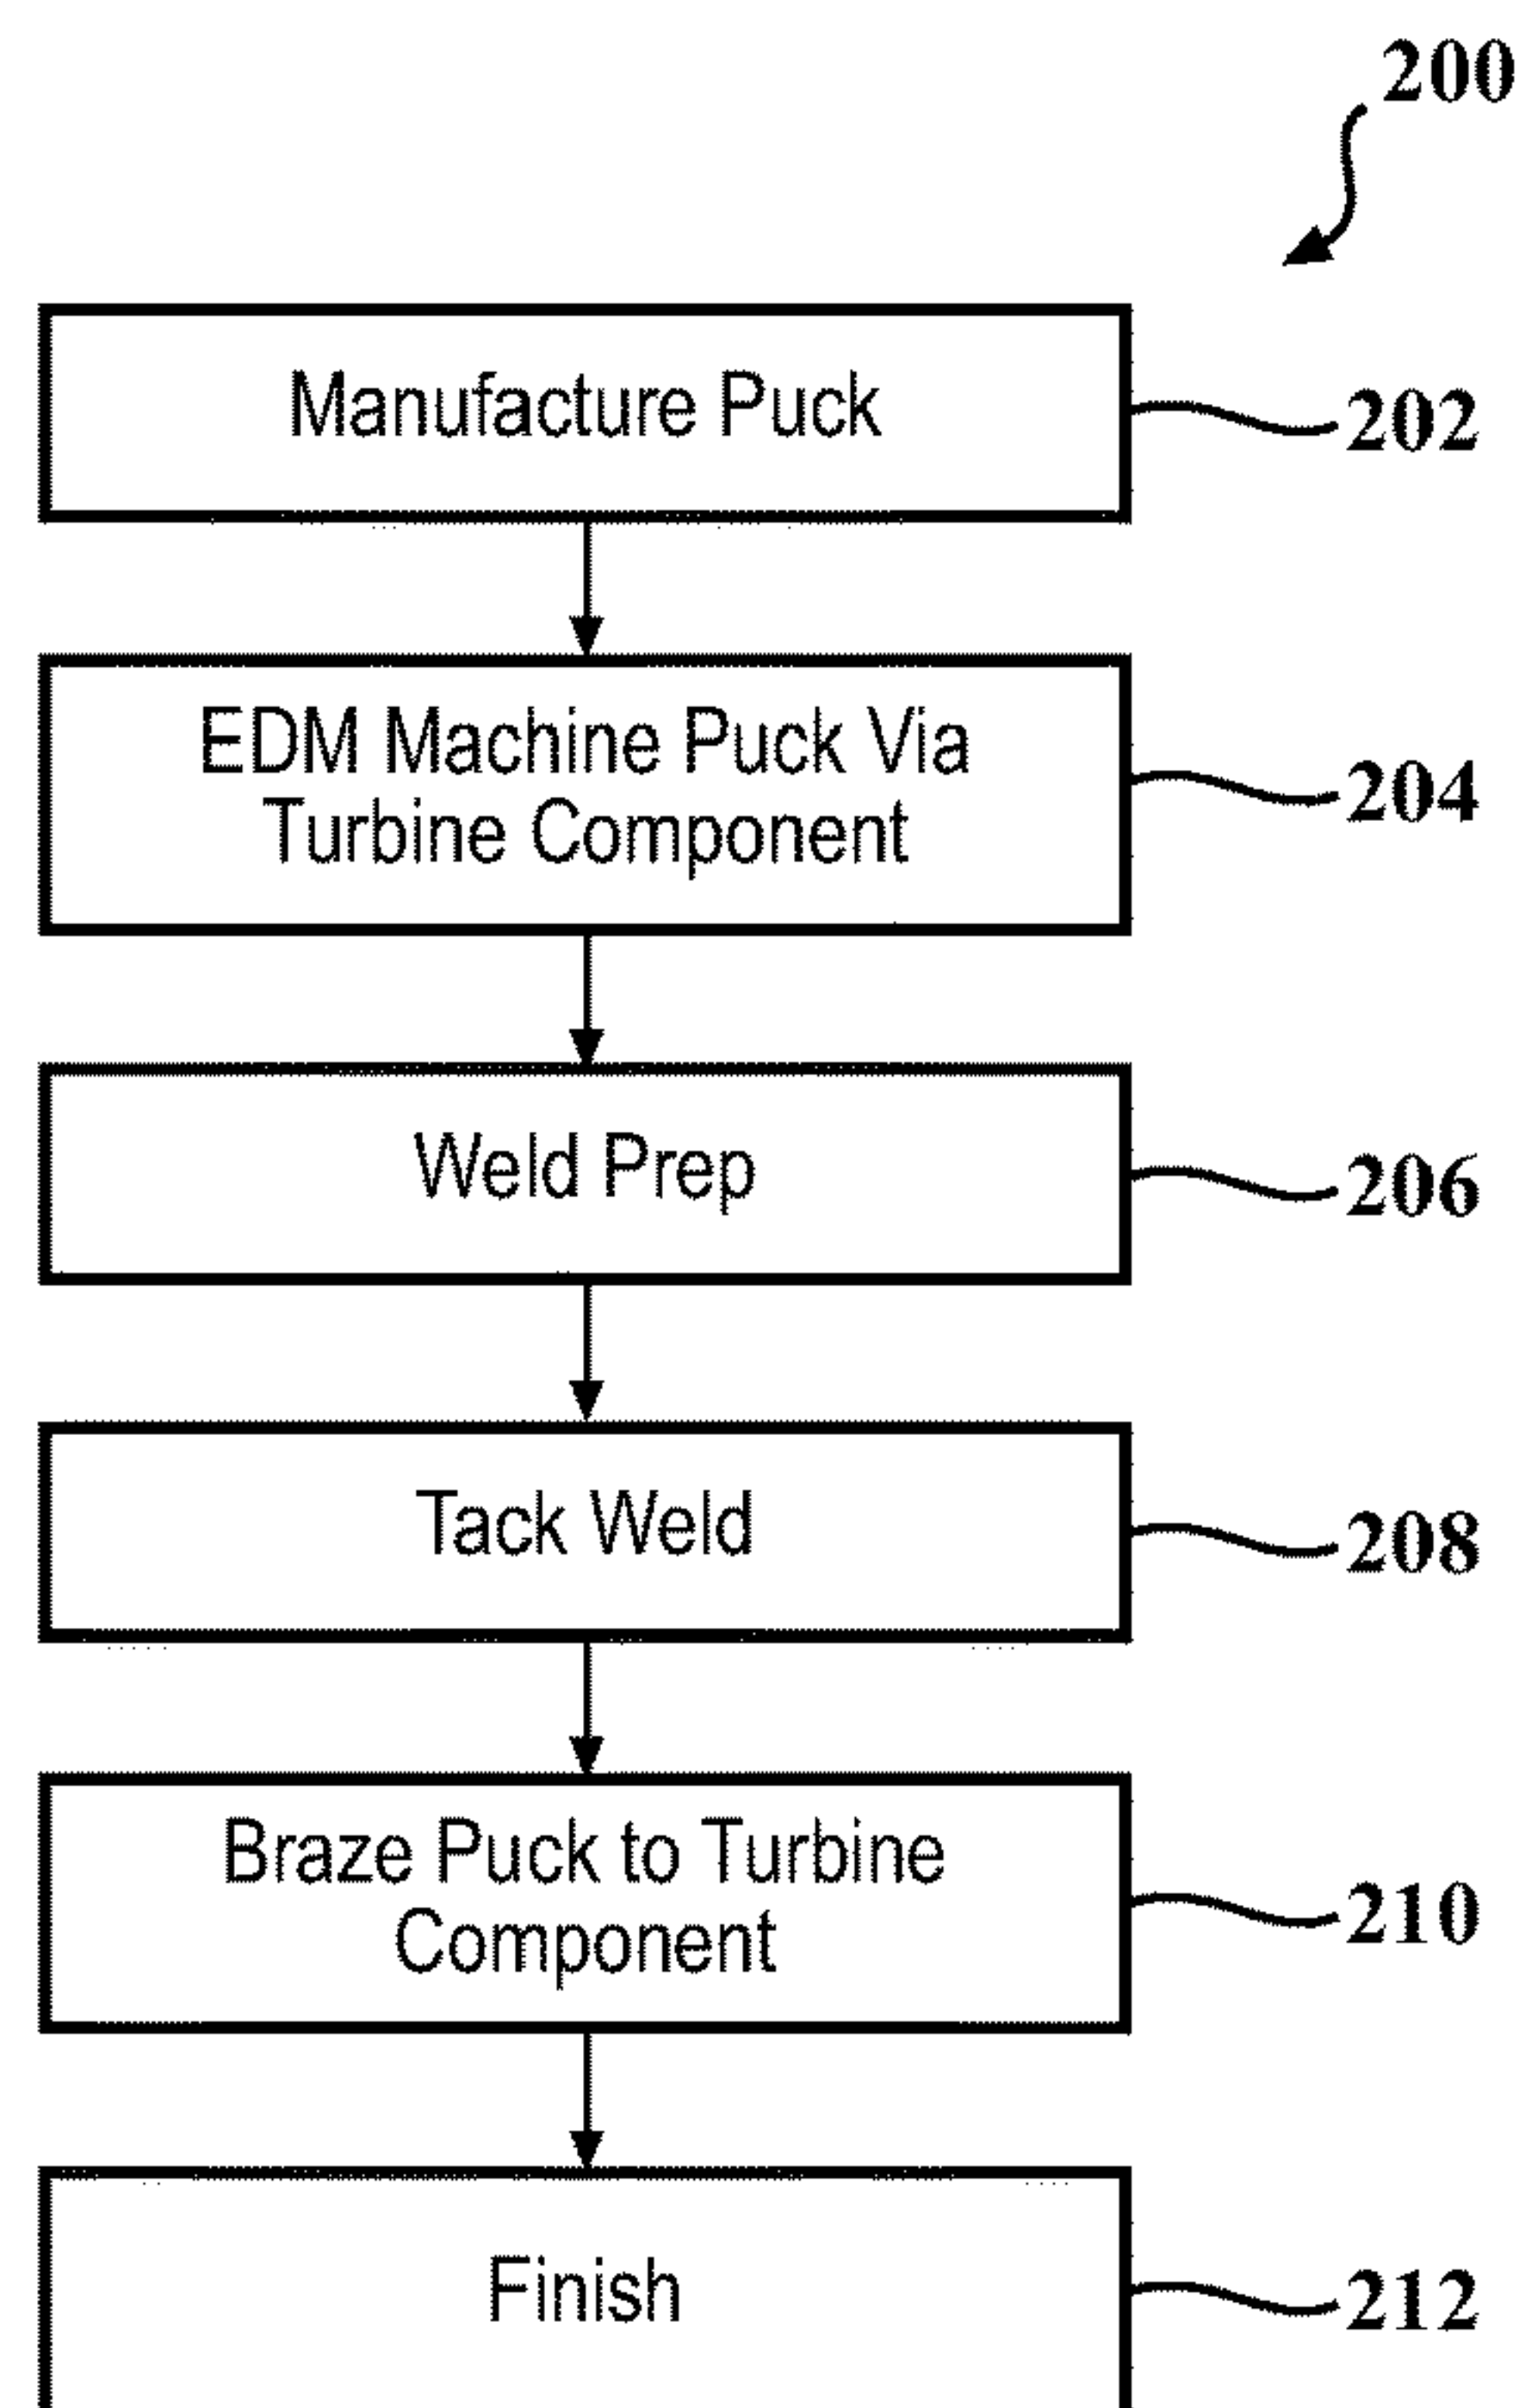 200
Manufacture Puck
202
EDM Machine Puck Via
Turbine Component
204
Weld Prep
206
Tack Weld
208
Braze Puck to Turbine
Component
210
Finish
212